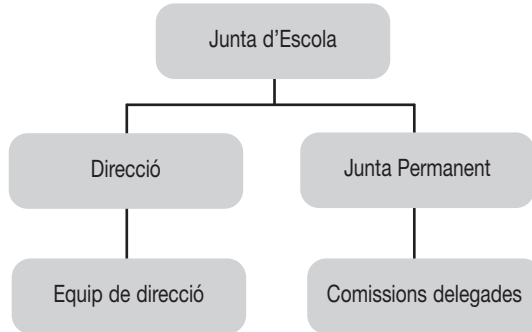 Junta d’Escola
Direcció
Junta Permanent
Equip de direcció
Comissions delegades